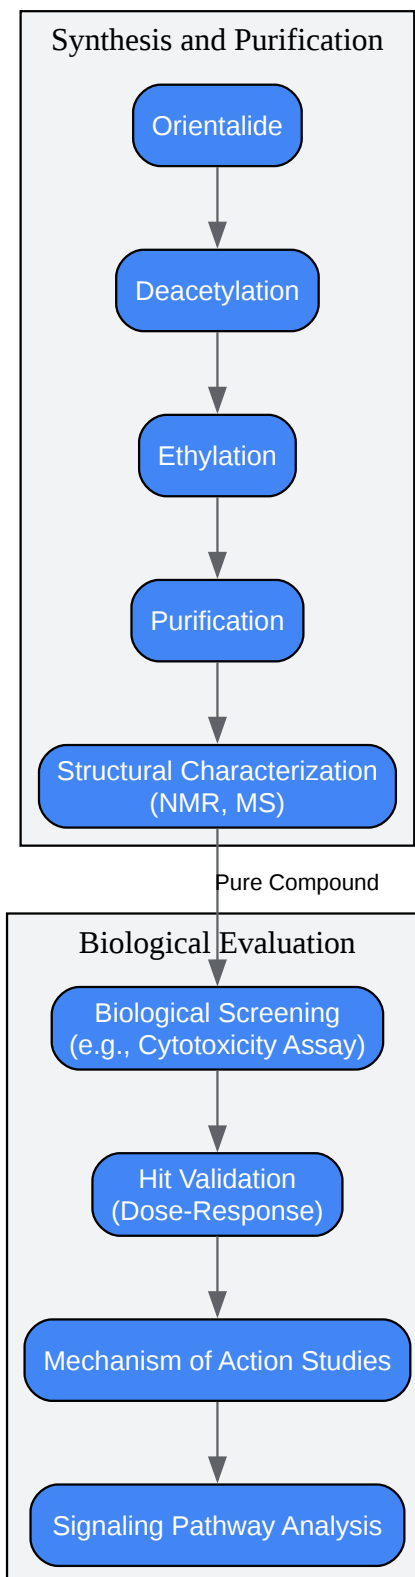 Synthesis and Purification
Orientalide
Deacetylation
Ethylation
Purification
Structural Characterization
(NMR, MS)
Pure Compound
Biological Evaluation
Biological Screening
(e.g., Cytotoxicity Assay)
Hit Validation
(Dose-Response)
Mechanism of Action Studies
Signaling Pathway Analysis